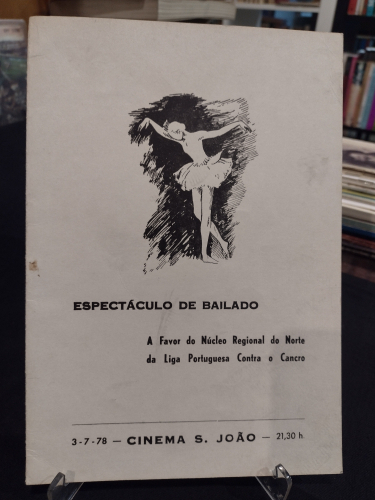 ESPECTÁCULO DE BAILADO
A Favor do Núcleo Regional do Norte
da Liga Portuguesa Contra o Cancro
3-7-78 — CINEMA S. JOÃO — 21,30 h.